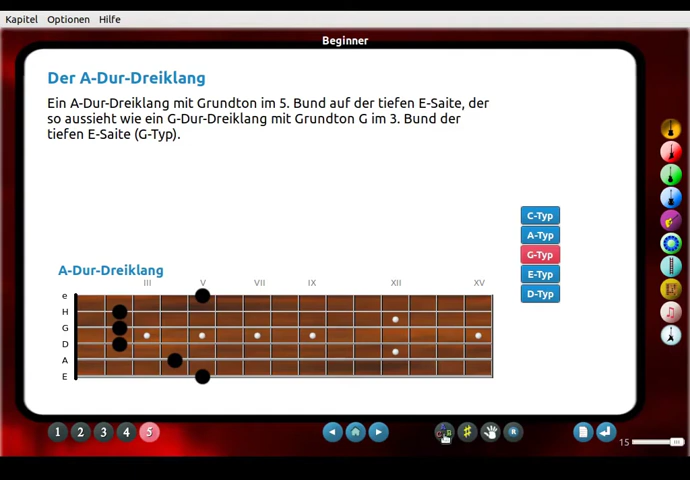 Kapitel Optionen Hilfe
Beginner
Der A-Dur-Dreiklang
Ein A-Dur-Dreiklang mit Grundton im 5. Bund auf der tiefen E-Saite, der
so aussieht wie ein G-Dur-Dreiklang mit Grundton G im 3. Bund der
tiefen E-Saite (G-Typ).
C-Typ
A-Typ
G-Typ
E-Typ
D-Typ
A-Dur-Dreiklang
III V VII IX XII XV
e
H
G
D
A
E
1 2 3 4 5
R
15